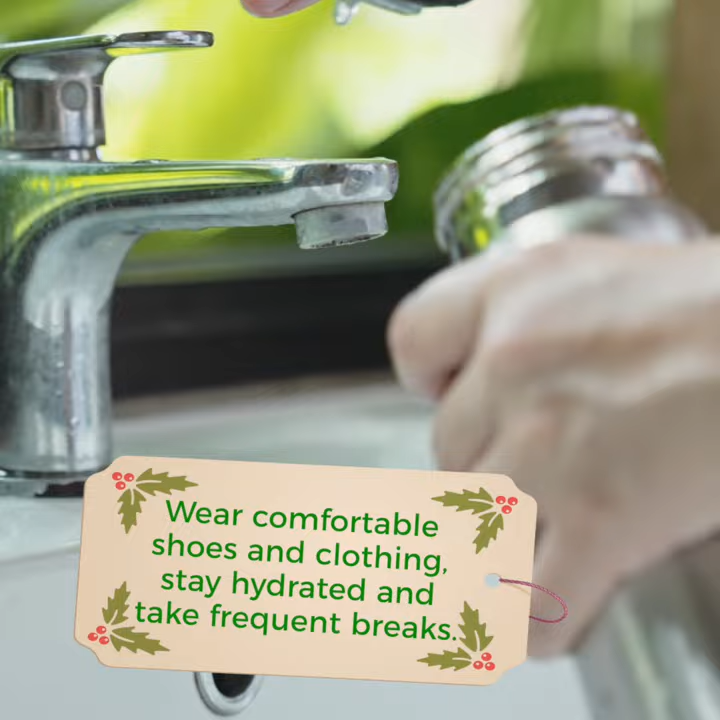 Wear comfortable
shoes and clothing,
stay hydrated and
take frequent breaks.